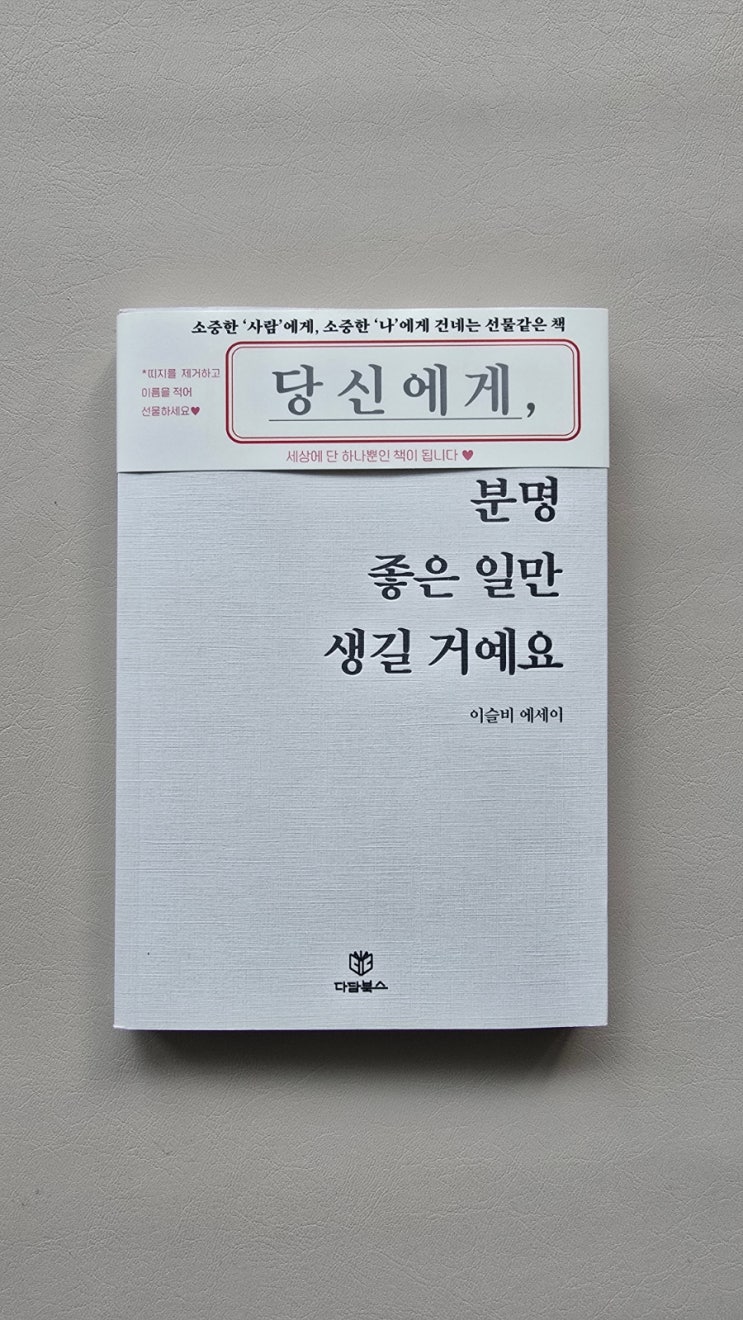 소중한 ‘사람’에게, 소중한 ‘나’에게 건네는 선물같은 책
*띠지를 제거하고
이름을 적어
선물하세요♥
당신에게,
세상에 단 하나뿐인 책이 됩니다 ♥
분명
좋은 일만
생길 거예요
이슬비 에세이
다담북스